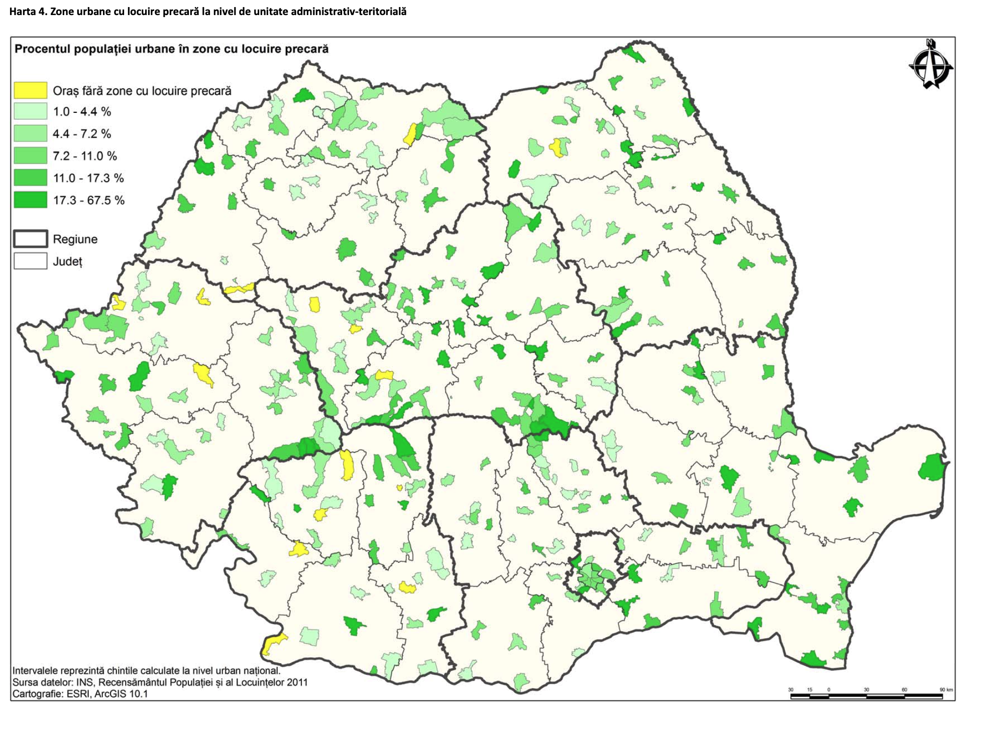 Harta 4. Zone urbane cu locuire precară la nivel de unitate administrativ-teritorială
Procentul populației urbane în zone cu locuire precară
N
Oraș fără zone cu locuire precară
1.0 - 4.4 %
4.4 - 7.2 %
7.2 - 11.0 %
11.0 - 17.3 %
17.3 - 67.5 %
Regiune
Județ
Intervalele reprezintă chintile calculate la nivel urban național.
Sursa datelor: INS, Recensământul Populației și al Locuințelor 2011
Cartografie: ESRI, ArcGIS 10.1
30 15 0 30 60 90 km